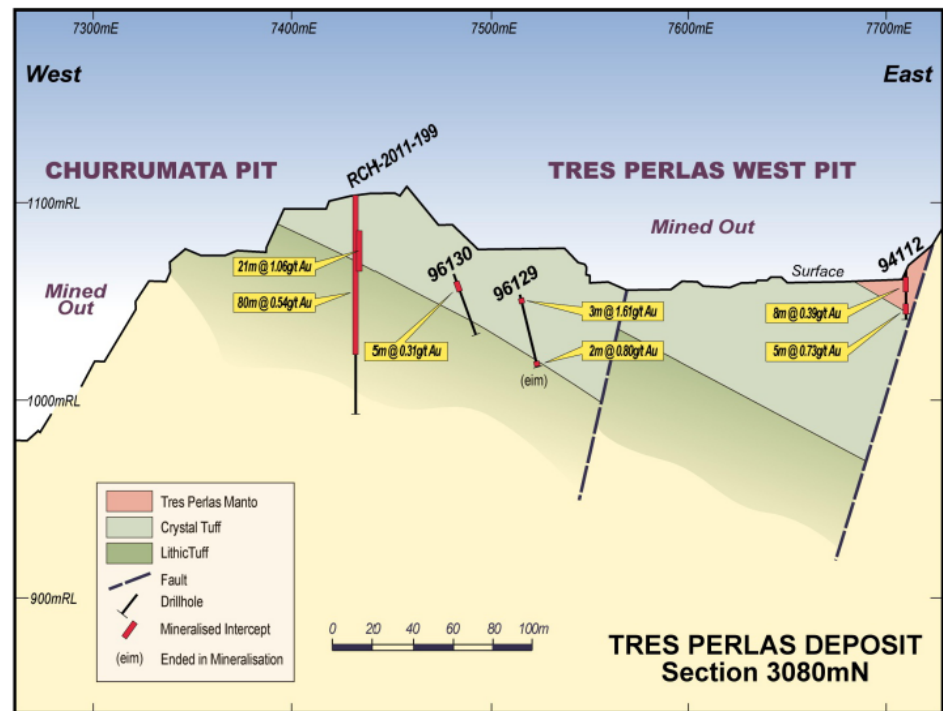 7300mE
7400mE
7500mE
7600mE
7700mE
West
East
RCH-2011-199
CHURRUMATA PIT
TRES PERLAS WEST PIT
1100mRL
Mined Out
94112
96130
Surface
21m @ 1.06g/t Au
96129
Mined
Out
80m @ 0.54g/t Au
3m @ 1.61g/t Au
8m @ 0.39g/t Au
5m @ 0.31g/t Au
2m @ 0.80g/t Au
5m @ 0.73g/t Au
(eim)
1000mRL
Tres Perlas Manto
Crystal Tuff
LithicTuff
Fault
Drillhole
Mineralised Intercept
(eim) Ended in Mineralisation
900mRL
0 20 40 60 80 100m
TRES PERLAS DEPOSIT
Section 3080mN